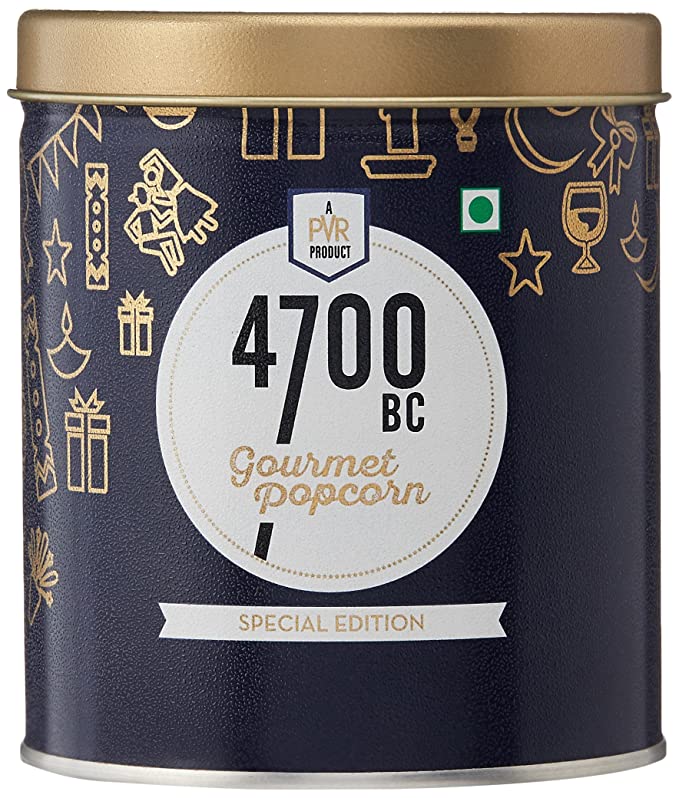 A
PVR
PRODUCT
4700
BC
Gourmet
Popcorn
SPECIAL EDITION